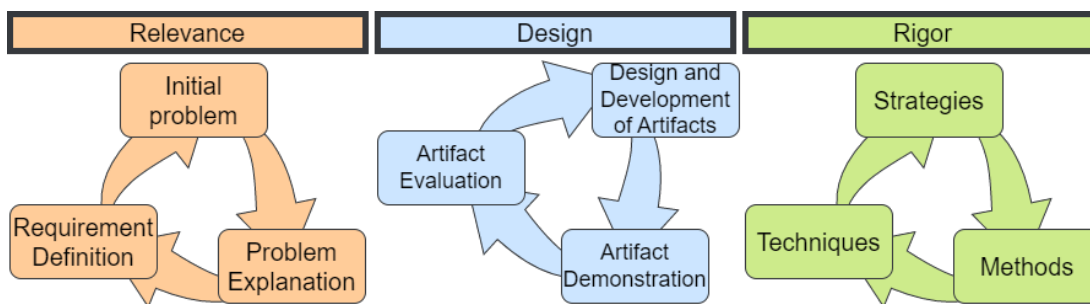 Relevance
Initial
problem
Requirement
Definition
Problem
Explanation
Design
Design and
Development
of Artifacts
Artifact
Evaluation
Artifact
Demonstration
Rigor
Strategies
Techniques
Methods